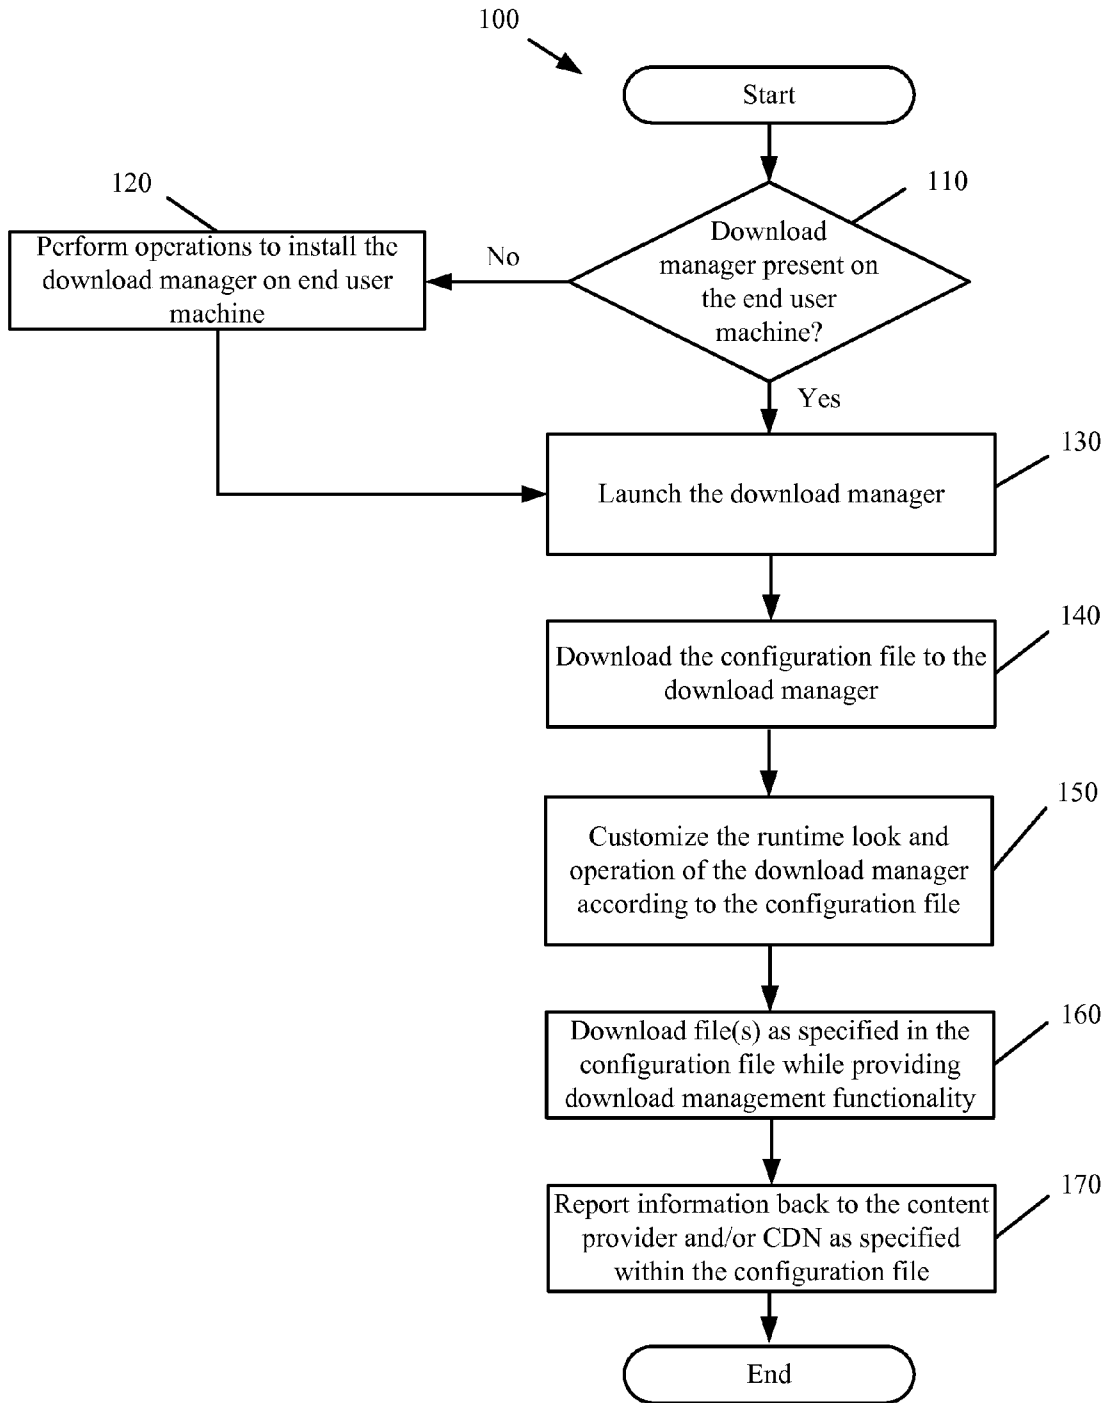 100
Start
110
Download
manager present on
the end user
machine?
No
120
Perform operations to install the
download manager on end user
machine
Yes
130
Launch the download manager
140
Download the configuration file to the
download manager
150
Customize the runtime look and
operation of the download manager
according to the configuration file
160
Download file(s) as specified in the
configuration file while providing
download management functionality
170
Report information back to the content
provider and/or CDN as specified
within the configuration file
End